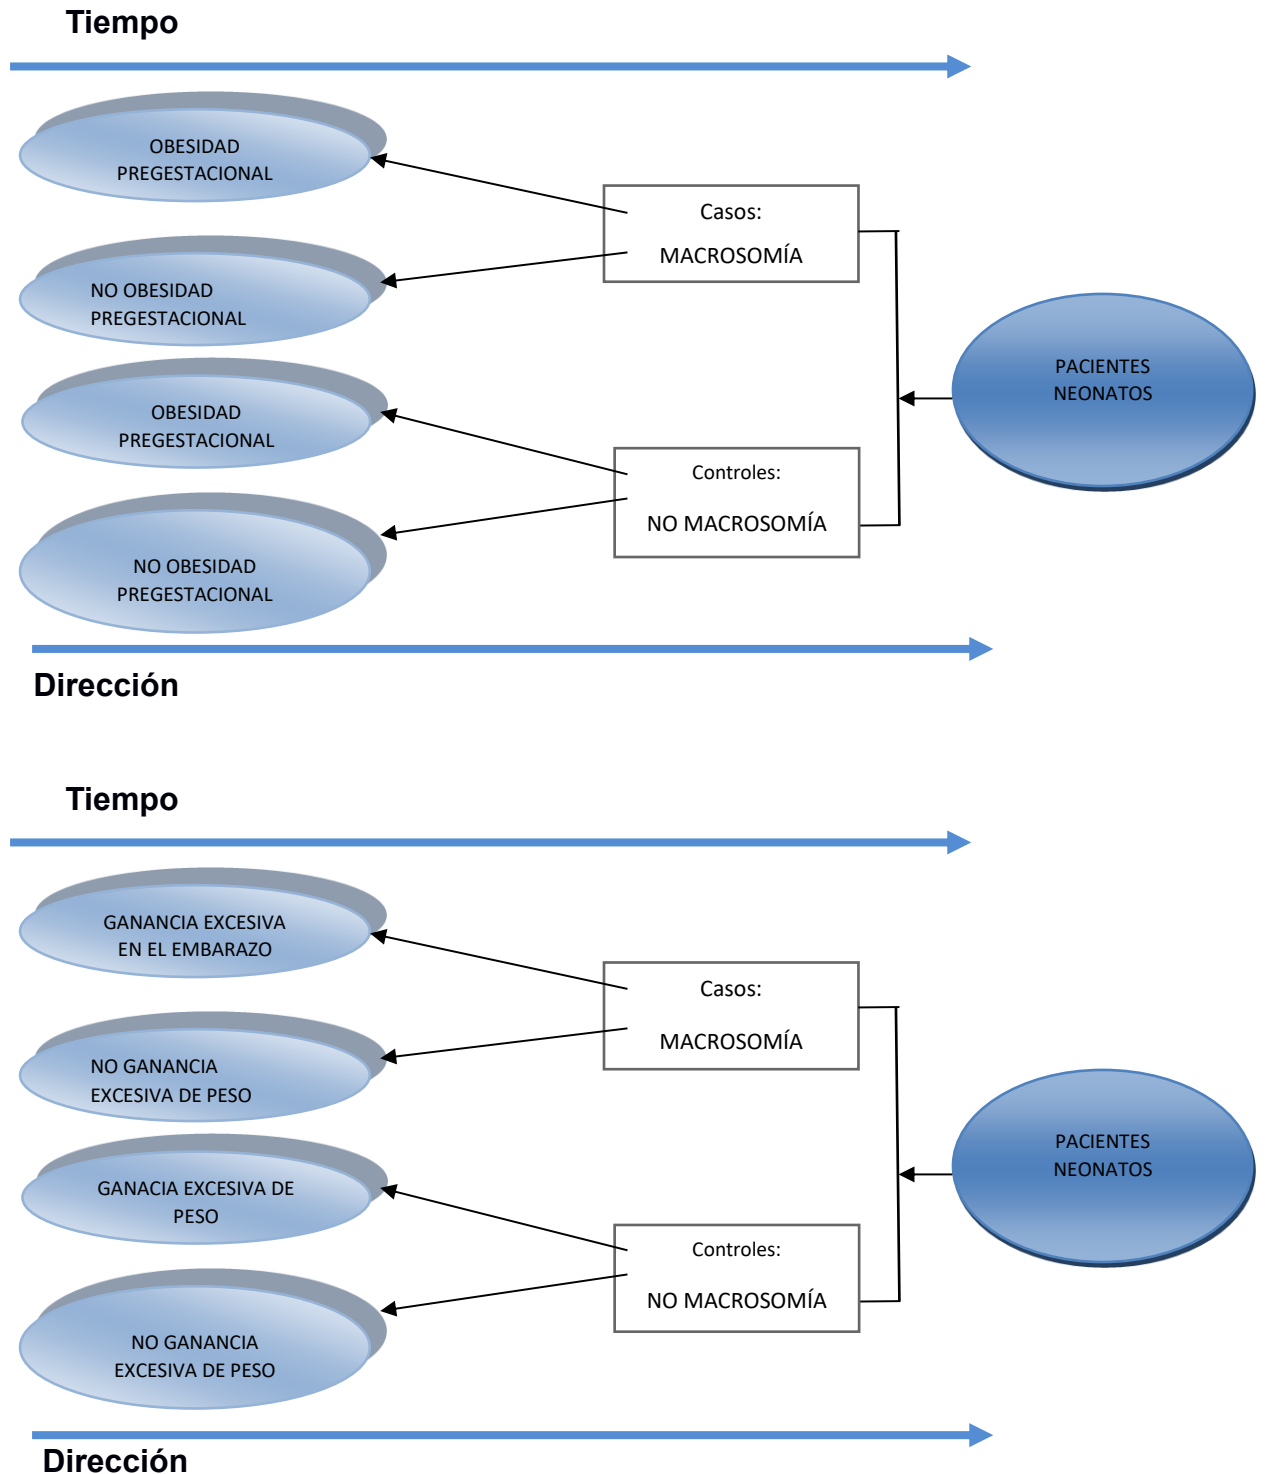 Tiempo
OBESIDAD
PREGESTACIONAL
Casos:
MACROSOMÍA
NO OBESIDAD
PREGESTACIONAL
PACIENTES
NEONATOS
OBESIDAD
PREGESTACIONAL
Controles:
NO MACROSOMÍA
NO OBESIDAD
PREGESTACIONAL
Dirección
Tiempo
GANANCIA EXCESIVA
EN EL EMBARAZO
Casos:
MACROSOMÍA
NO GANANCIA
EXCESIVA DE PESO
PACIENTES
NEONATOS
GANACIA EXCESIVA DE
PESO
Controles:
NO MACROSOMÍA
NO GANANCIA
EXCESIVA DE PESO
Dirección